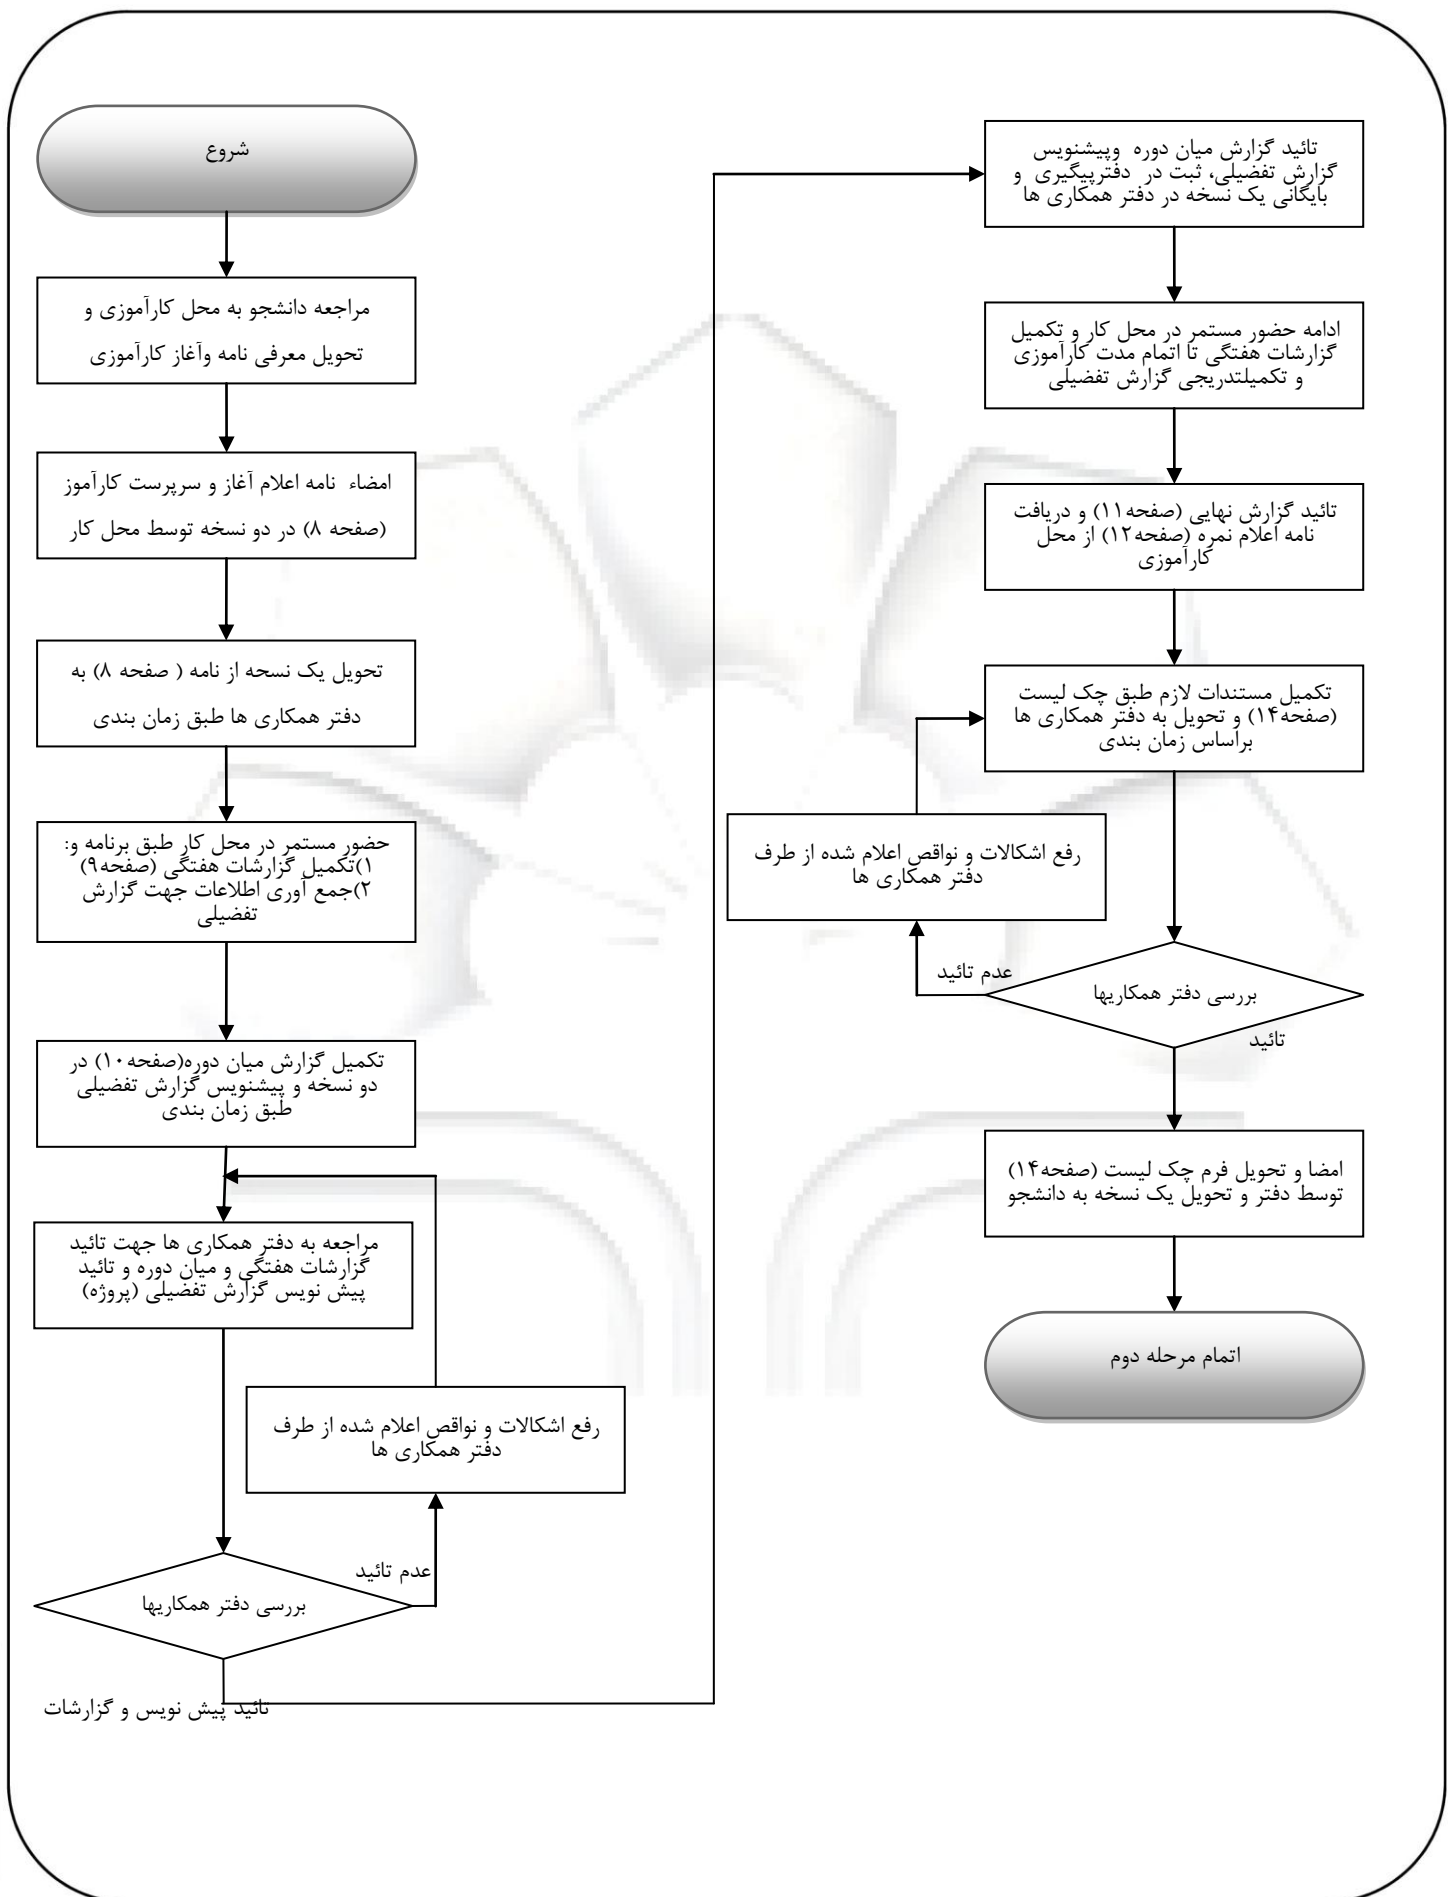 شروع
مراجعه دانشجو به محل کارآموزی و
تحویل معرفی نامه وآغاز کارآموزی
امضاء نامه اعلام آغاز و سرپرست کارآموز
(صفحه ۸) در دو نسخه توسط محل کار
تحویل یک نسحه از نامه ( صفحه ۸) به
دفتر همکاری ها طبق زمان بندی
حضور مستمر در محل کار طبق برنامه و:
۱)تکمیل گزارشات هفتگی (صفحه۹)
۲)جمع آوری اطلاعات جهت گزارش
تفضیلی
تکمیل گزارش میان دوره(صفحه۱۰) در
دو نسخه و پیشنویس گزارش تفضیلی
طبق زمان بندی
مراجعه به دفتر همکاری ها جهت تائید
گزارشات هفتگی و میان دوره و تائید
پیش نویس گزارش تفضیلی (پروژه)
رفع اشکالات و نواقص اعلام شده از طرف
دفتر همکاری ها
عدم تائید
بررسی دفتر همکاریها
تائید پیش نویس و گزارشات
تائید گزارش میان دوره وپیشنویس
گزارش تفضیلی، ثبت در دفترپیگیری و
بایگانی یک نسخه در دفتر همکاری ها
ادامه حضور مستمر در محل کار و تکمیل
گزارشات هفتگی تا اتمام مدت کارآموزی
و تکمیلتدریجی گزارش تفضیلی
تائید گزارش نهایی (صفحه۱۱) و دریافت
نامه اعلام نمره (صفحه۱۲) از محل
کارآموزی
تکمیل مستندات لازم طبق چک لیست
(صفحه۱۴) و تحویل به دفتر همکاری ها
براساس زمان بندی
رفع اشکالات و نواقص اعلام شده از طرف
دفتر همکاری ها
عدم تائید
بررسی دفتر همکاریها
تائید
امضا و تحویل فرم چک لیست (صفحه۱۴)
توسط دفتر و تحویل یک نسخه به دانشجو
اتمام مرحله دوم